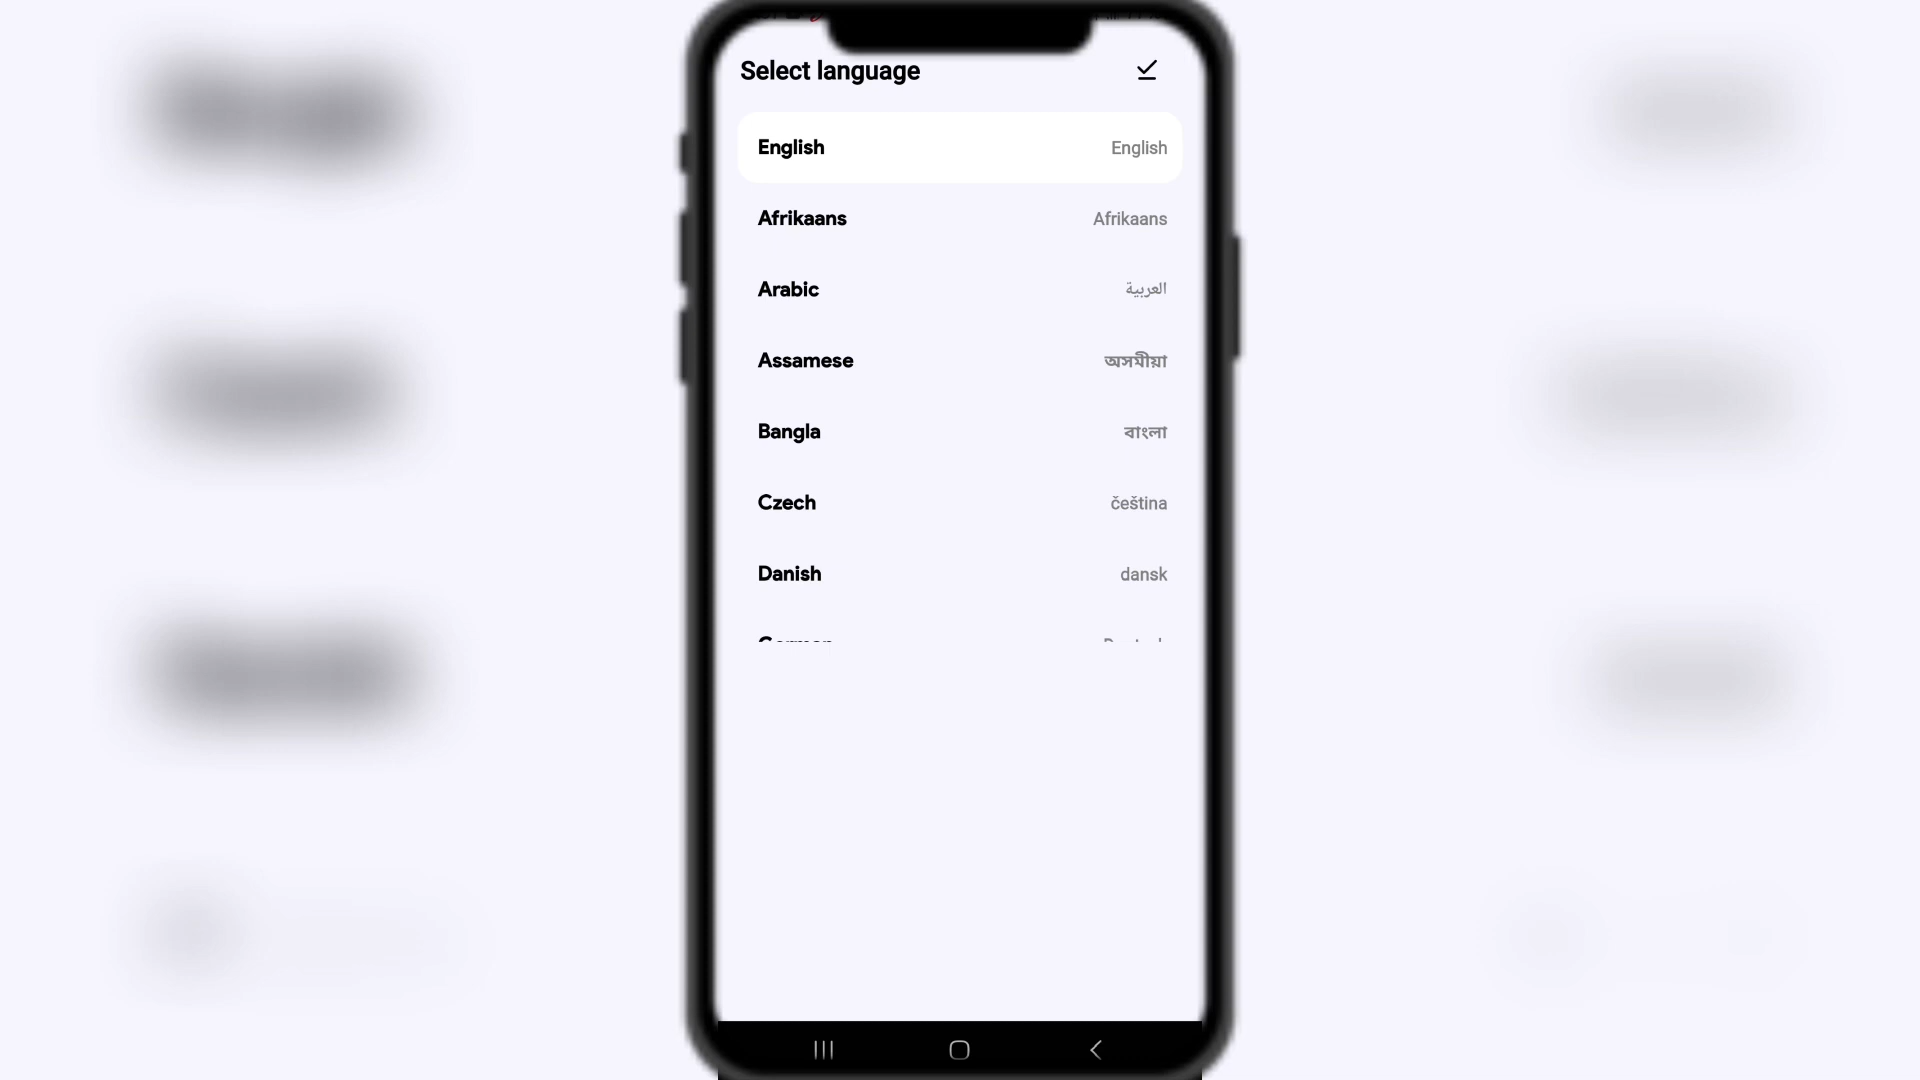 Select language
English English
Afrikaans Afrikaans
Arabic العربية
Assamese অসমীয়া
Bangla বাংলা
Czech čeština
Danish dansk